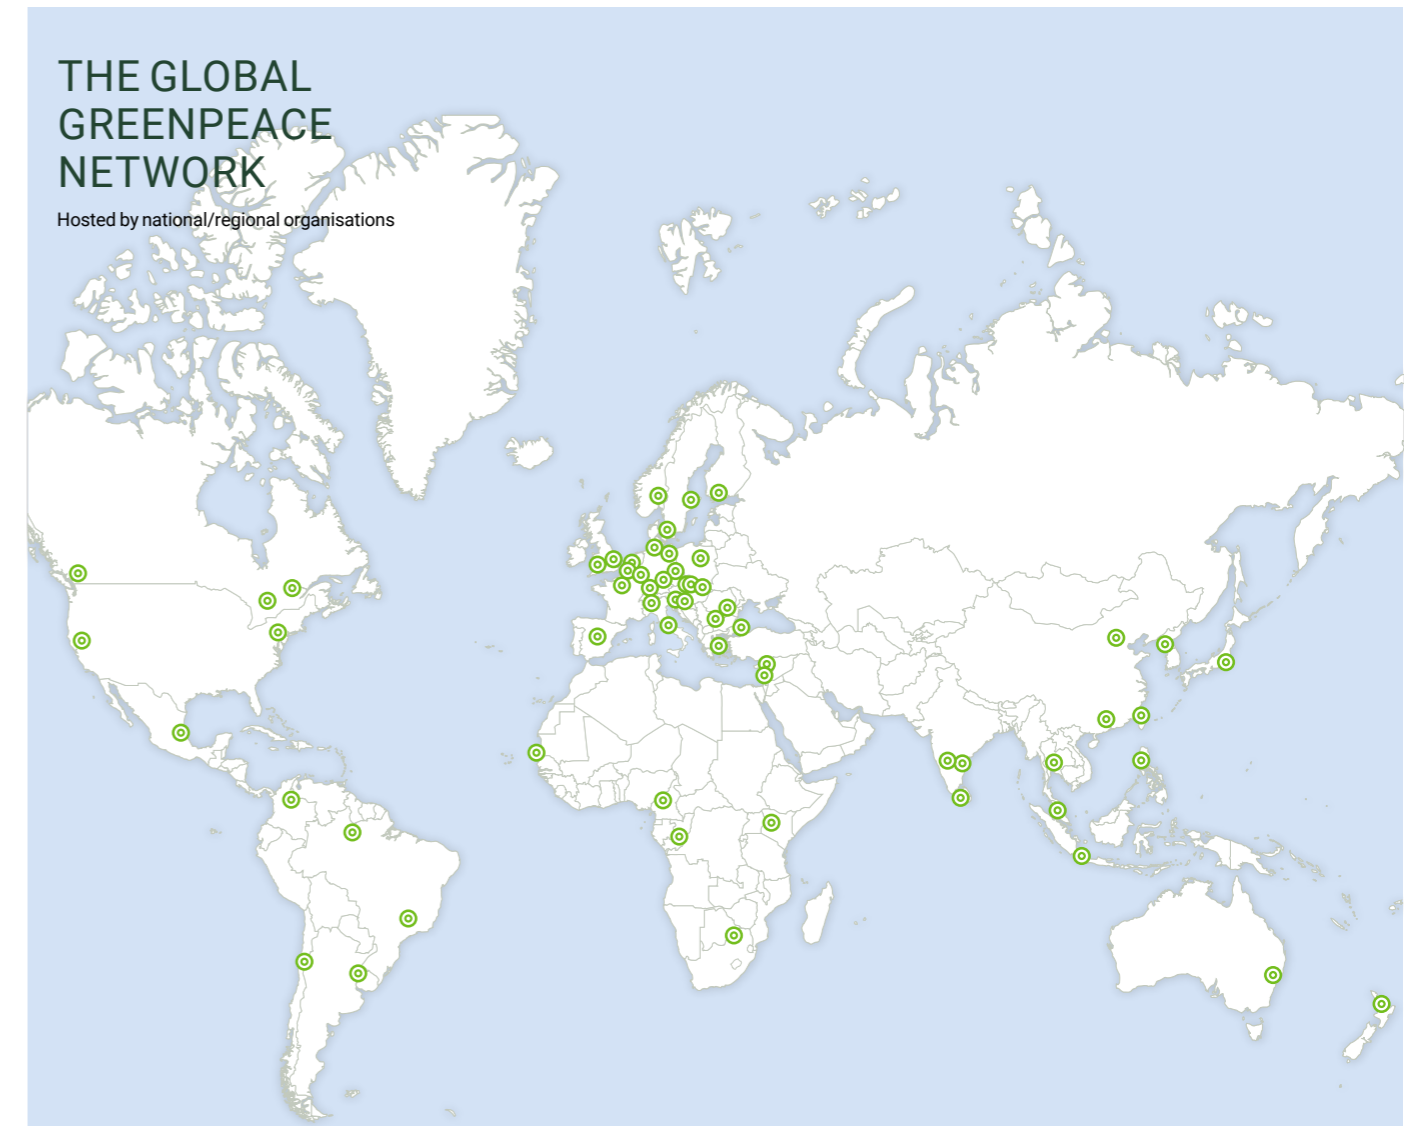 THE GLOBAL
GREENPEACE
NETWORK
Hosted by national/regional organisations